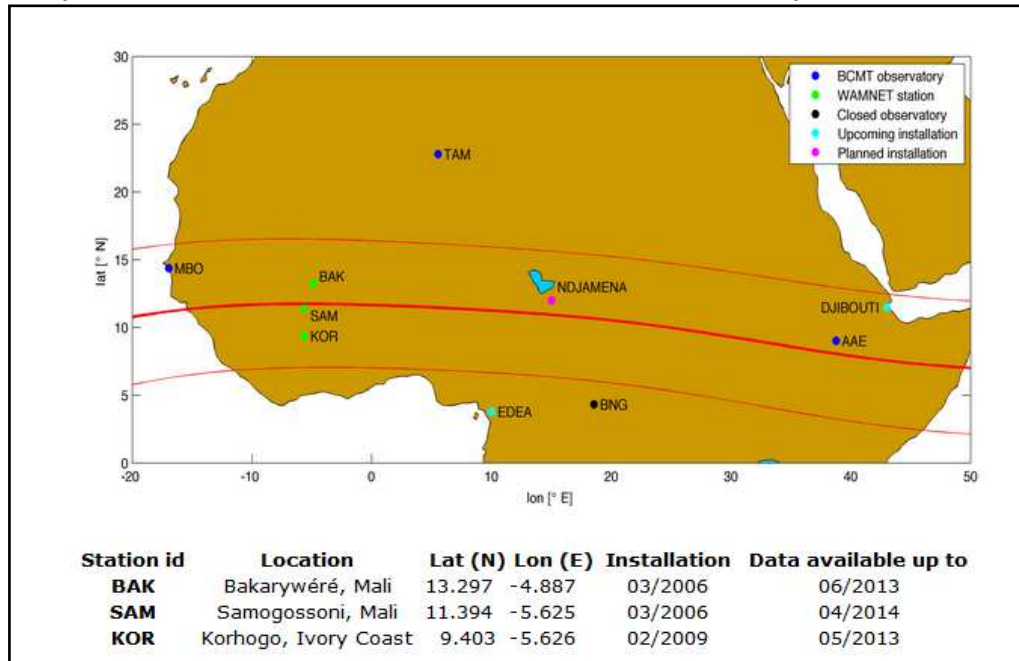 30
25
20
15
10
5
0
lat [° N]
-20 -10 -0 10 20 30 40 50
lon [° E]
BCMT observatory
WAMNET station
Closed observatory
Upcoming installation
Planned installation
TAM
MBO
BAK
NDJAMENA
DJIBOUTI
SAM
KOR
AAE
EDEA
BNG
Station id Location Lat (N) Lon (E) Installation Data available up to
BAK Bakarywéré, Mali 13.297 -4.887 03/2006 06/2013
SAM Samogossoni, Mali 11.394 -5.625 03/2006 04/2014
KOR Korhogo, Ivory Coast 9.403 -5.626 02/2009 05/2013